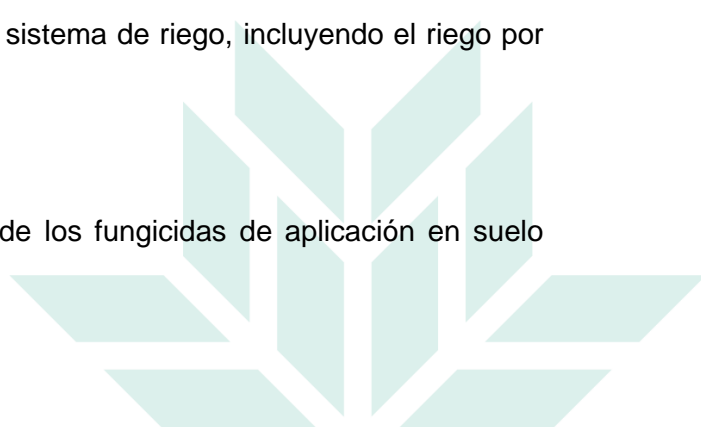 sistema de riego, incluyendo el riego por
de los fungicidas de aplicación en suelo